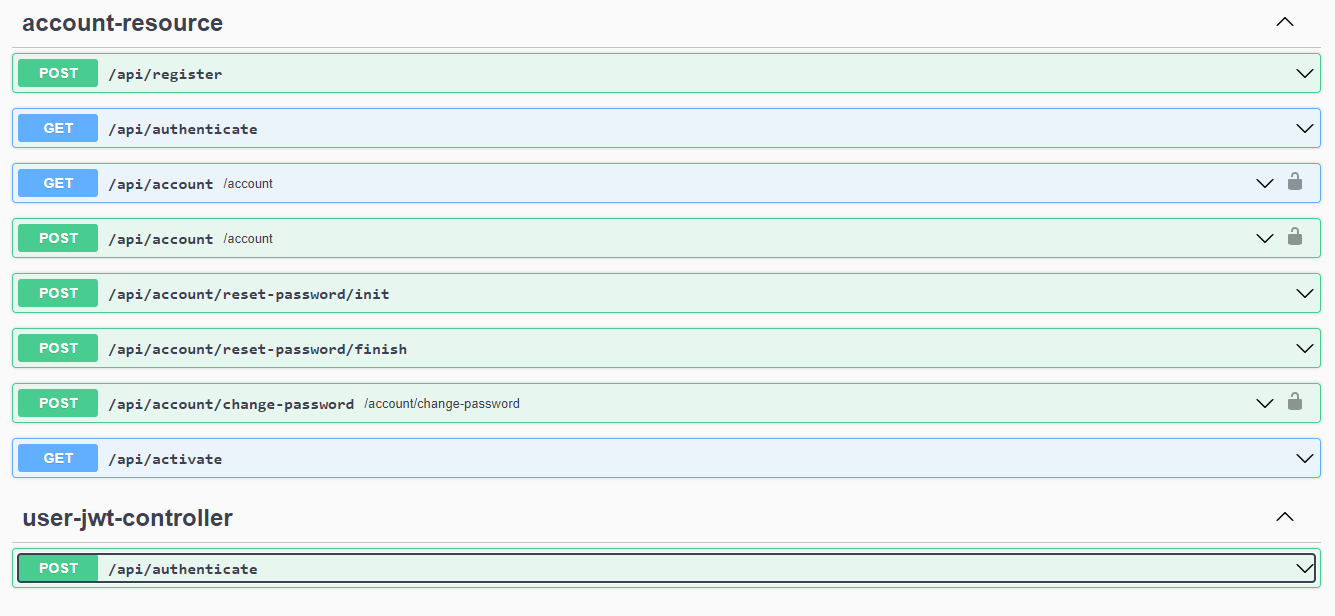 account-resource
POST /api/register
GET /api/authenticate
GET /api/account /account
POST /api/account /account
POST /api/account/reset-password/init
POST /api/account/reset-password/finish
POST /api/account/change-password /account/change-password
GET /api/activate
user-jwt-controller
POST /api/authenticate